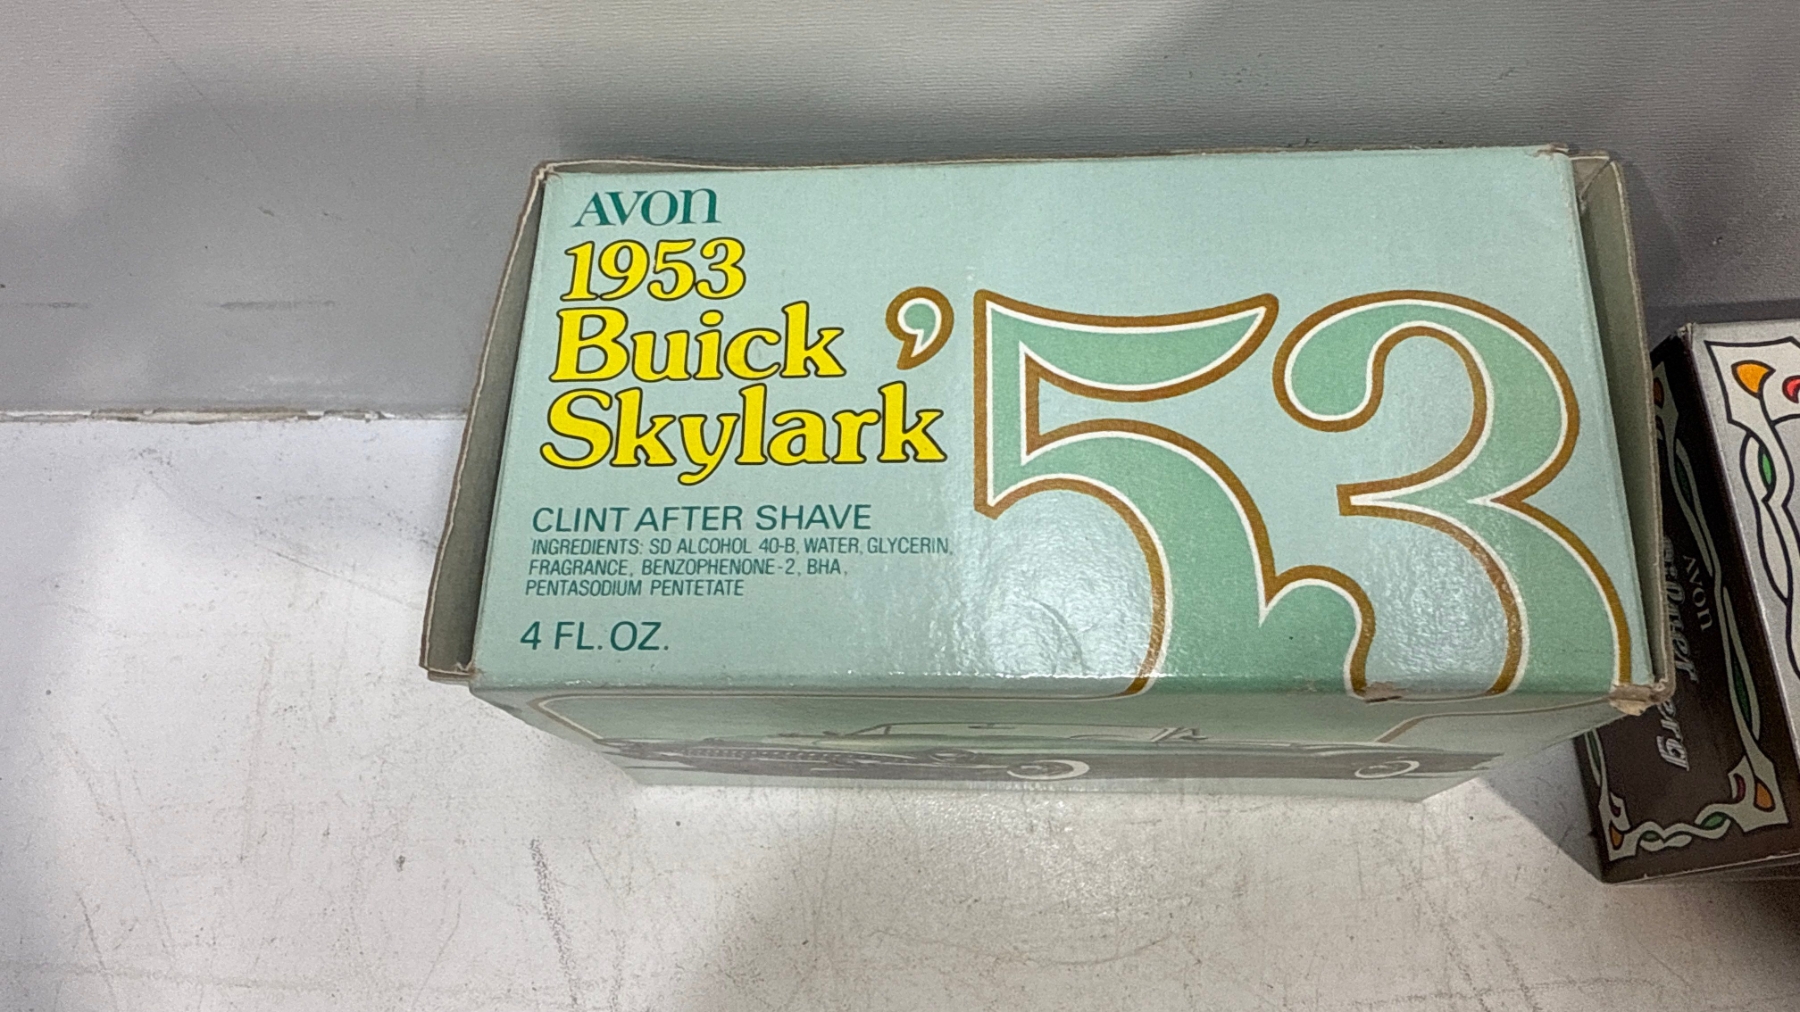 AVON
1953
Buick
Skylark
'53
CLINT AFTER SHAVE
INGREDIENTS: SD ALCOHOL 40-B, WATER, GLYCERIN,
FRAGRANCE, BENZOPHENONE-2, BHA,
PENTASODIUM PENTETATE
4 FL. OZ.
AVON